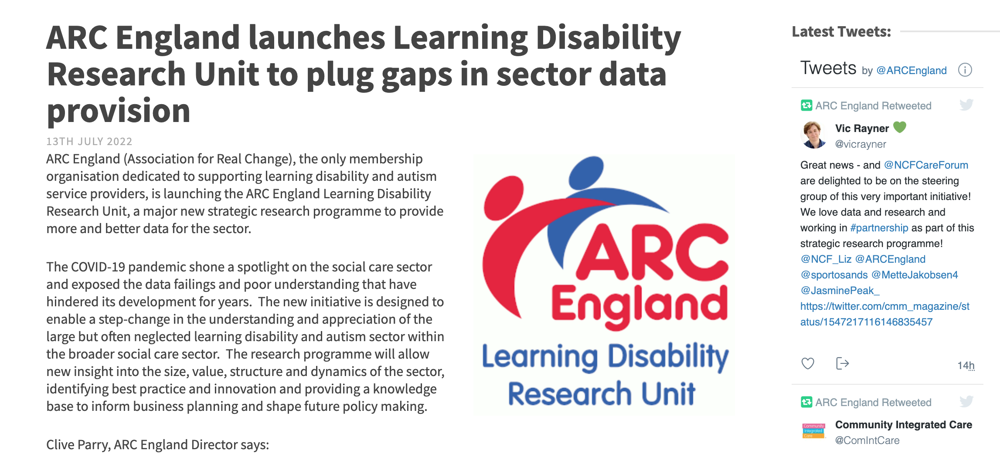 ARC England launches Learning Disability
Research Unit to plug gaps in sector data
provision
13TH JULY 2022
ARC England (Association for Real Change), the only membership
organisation dedicated to supporting learning disability and autism
service providers, is launching the ARC England Learning Disability
Research Unit, a major new strategic research programme to provide
more and better data for the sector.
The COVID-19 pandemic shone a spotlight on the social care sector
and exposed the data failings and poor understanding that have
hindered its development for years.  The new initiative is designed to
enable a step-change in the understanding and appreciation of the
large but often neglected learning disability and autism sector within
the broader social care sector.  The research programme will allow
new insight into the size, value, structure and dynamics of the sector,
identifying best practice and innovation and providing a knowledge
base to inform business planning and shape future policy making.
Clive Parry, ARC England Director says:
ARC
England
Learning Disability
Research Unit
Latest Tweets:
Tweets by @ARCEngland
ARC England Retweeted
Vic Rayner 💚
@vicrayner
Great news - and @NCFCareForum
are delighted to be on the steering
group of this very important initiative!
We love data and research and
working in #partnership as part of this
strategic research programme!
@NCF_Liz @ARCEngland
@sportosands @MetteJakobsen4
@JasminePeak_
https://twitter.com/cmm_magazine/st
atus/1547217116146835457
14h
ARC England Retweeted
Community
Integrated
Care
Community Integrated Care
@ComIntCare